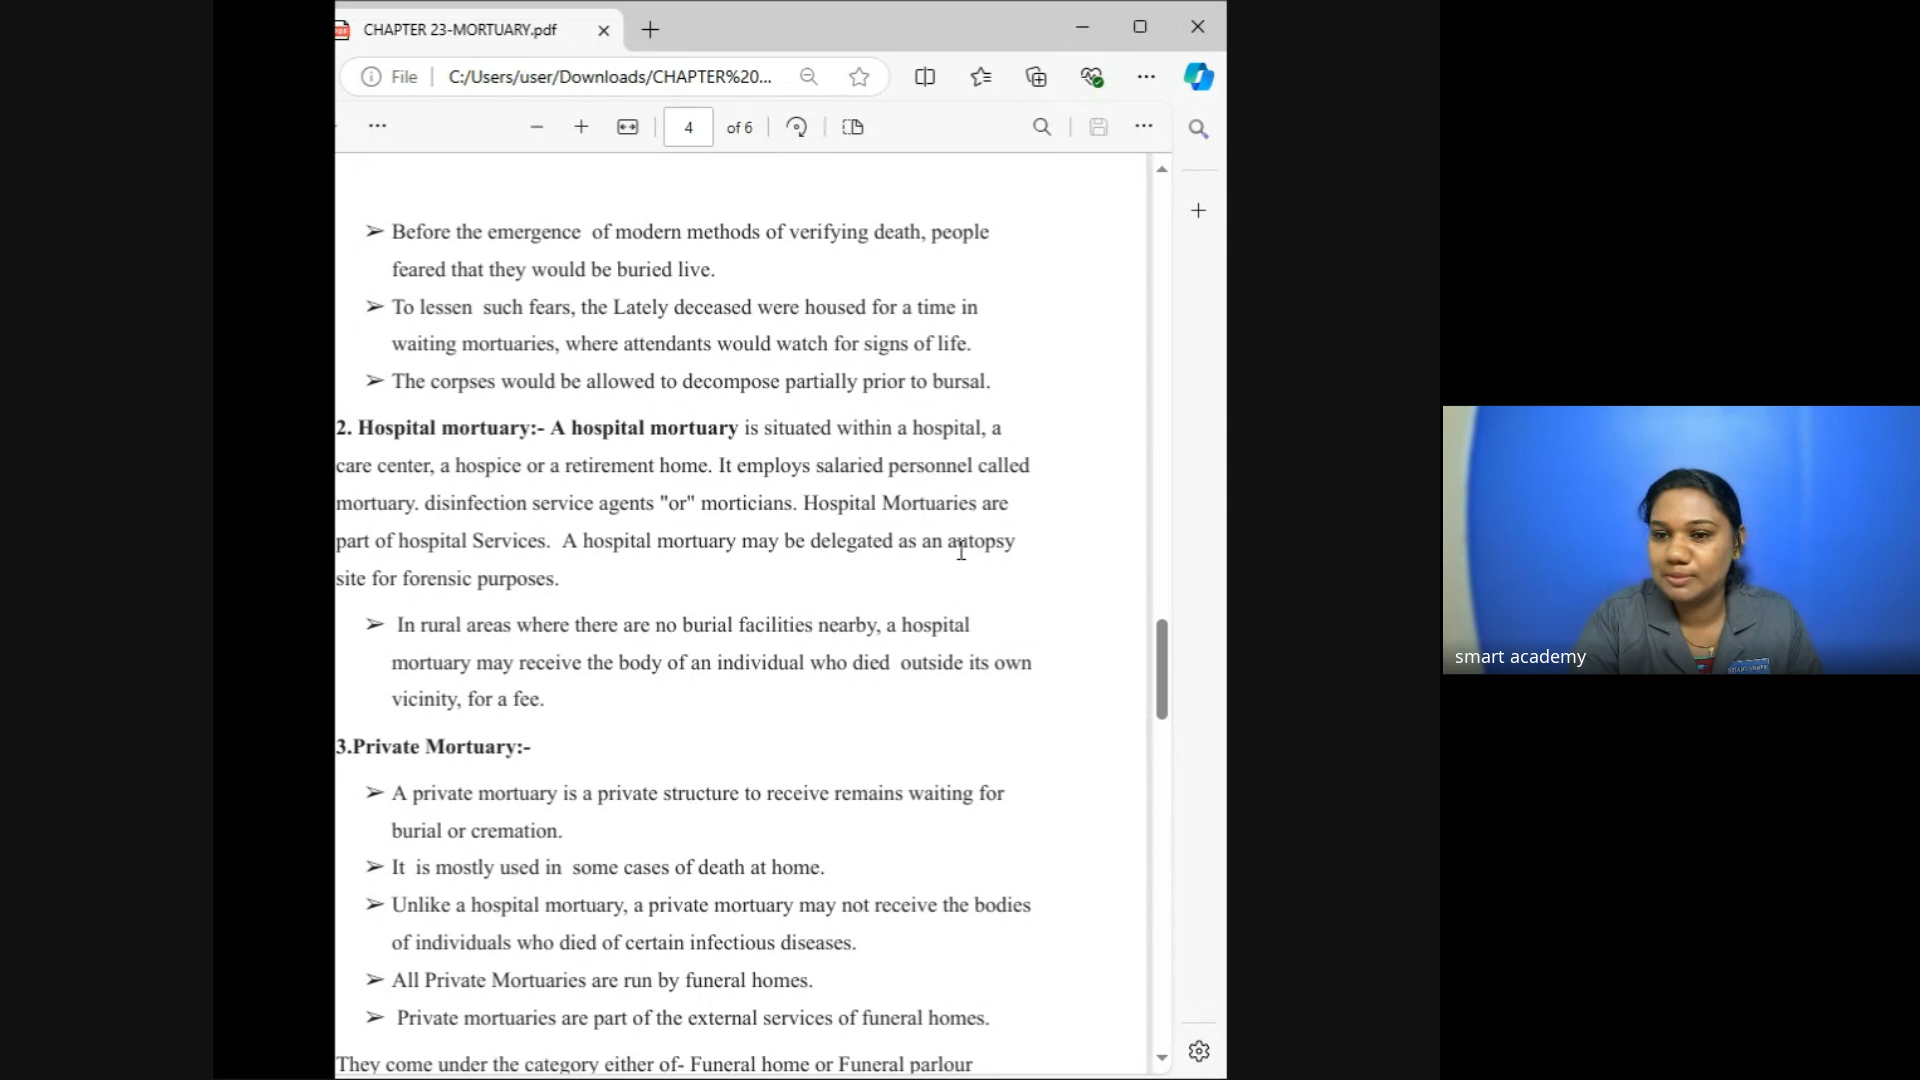 CHAPTER 23-MORTUARY.pdf
File
C:/Users/user/Downloads/CHAPTER%20...
4 of 6
➢ Before the emergence of modern methods of verifying death, people
feared that they would be buried live.
➢ To lessen such fears, the Lately deceased were housed for a time in
waiting mortuaries, where attendants would watch for signs of life.
➢ The corpses would be allowed to decompose partially prior to bursal.
2. Hospital mortuary:- A hospital mortuary is situated within a hospital, a
care center, a hospice or a retirement home. It employs salaried personnel called
mortuary. disinfection service agents "or" morticians. Hospital Mortuaries are
part of hospital Services. A hospital mortuary may be delegated as an autopsy
site for forensic purposes.
➢ In rural areas where there are no burial facilities nearby, a hospital
mortuary may receive the body of an individual who died outside its own
vicinity, for a fee.
3.Private Mortuary:-
➢ A private mortuary is a private structure to receive remains waiting for
burial or cremation.
➢ It is mostly used in some cases of death at home.
➢ Unlike a hospital mortuary, a private mortuary may not receive the bodies
of individuals who died of certain infectious diseases.
➢ All Private Mortuaries are run by funeral homes.
➢ Private mortuaries are part of the external services of funeral homes.
They come under the category either of- Funeral home or Funeral parlour
smart academy